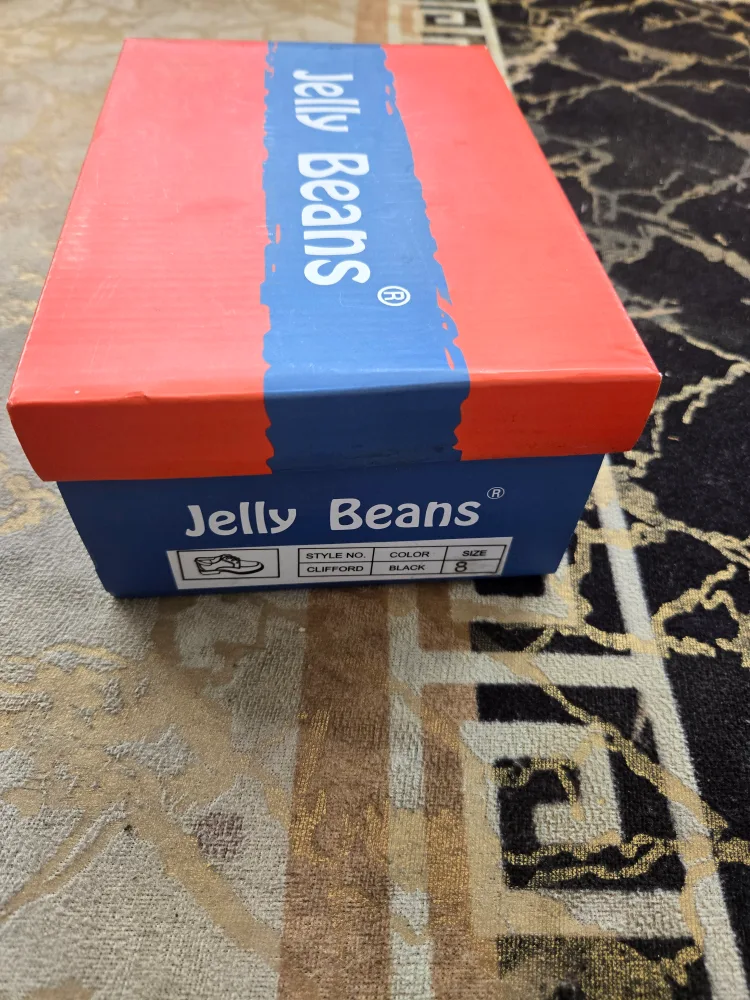 Jelly Beans ®
Jelly Beans ®
STYLE NO. COLOR SIZE
CLIFFORD BLACK 8